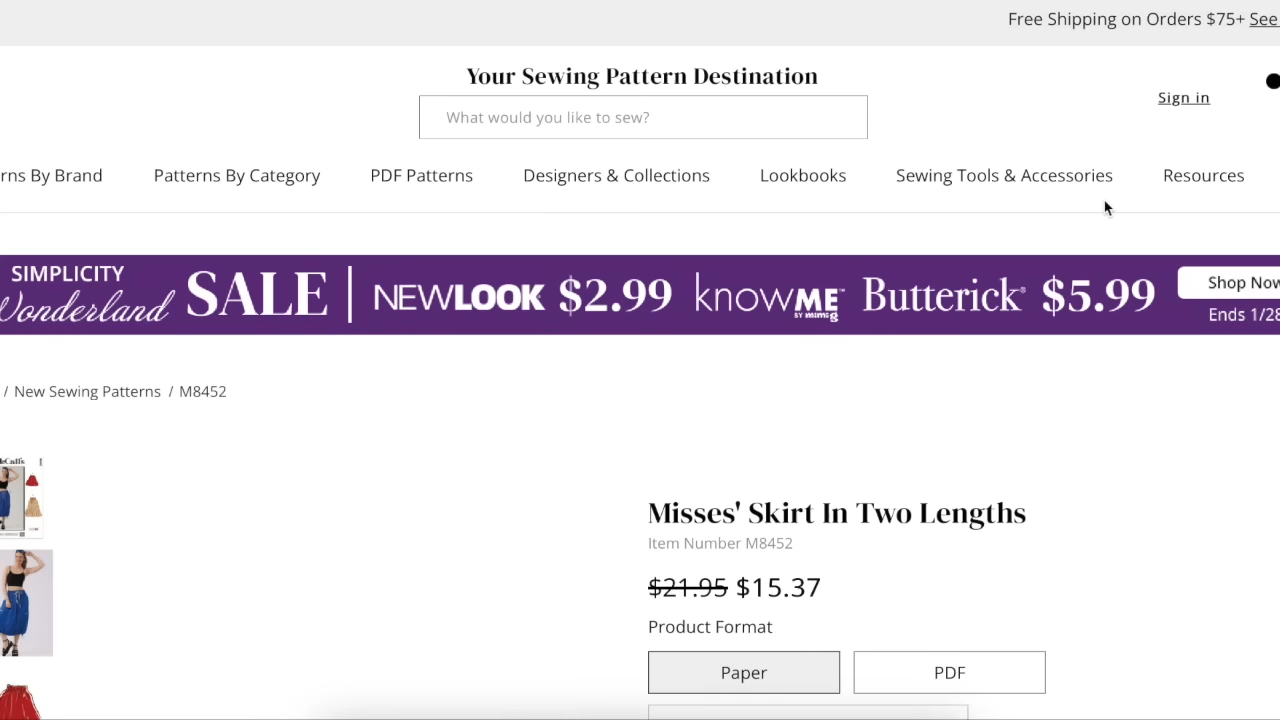 Free Shipping on Orders $75+ See
Your Sewing Pattern Destination
What would you like to sew?
Sign in
rns By Brand
Patterns By Category
PDF Patterns
Designers & Collections
Lookbooks
Sewing Tools & Accessories
Resources
SIMPLICITY
Wonderland
SALE
NEWLOOK $2.99
knowME
BY mimi g
Butterick® $5.99
Shop Now
Ends 1/28
/ New Sewing Patterns / M8452
Misses' Skirt In Two Lengths
Item Number M8452
$21.95 $15.37
Product Format
Paper
PDF